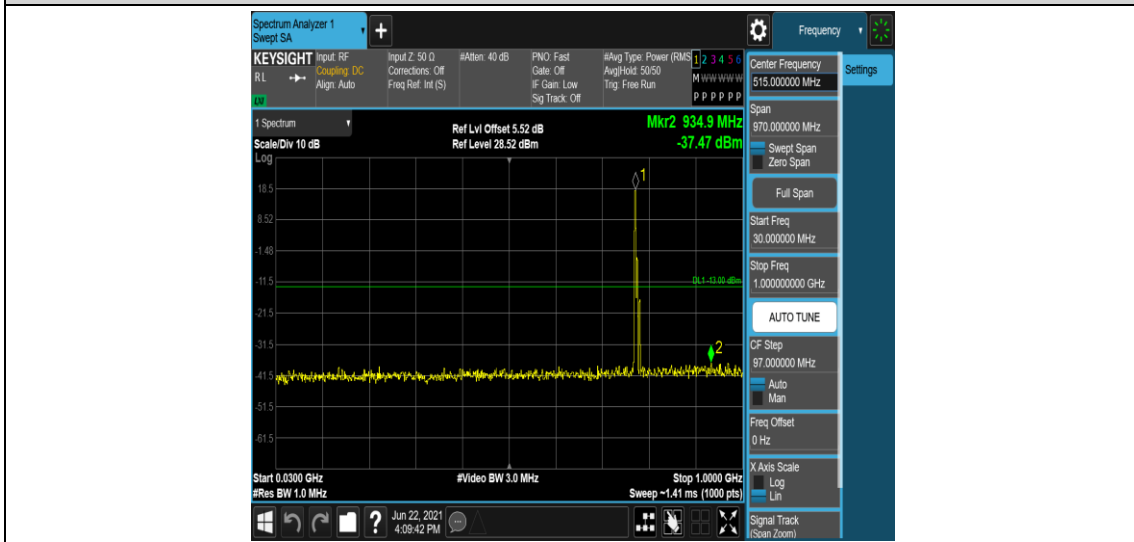 Spectrum Analyzer 1
Swept SA
+
Frequency
KEYSIGHT
RL
LXI
Input: RF
Coupling: DC
Align: Auto
Input Z: 50 Ω
Corrections: Off
Freq Ref: Int (S)
#Atten: 40 dB
PNO: Fast
Gate: Off
IF Gain: Low
Sig Track: Off
#Avg Type: Power (RMS
Avg|Hold: 50/50
Trig: Free Run
1 2 3 4 5 6
M W W W W W
P P P P P P
1 Spectrum
Scale/Div 10 dB
Log
Ref Lvl Offset 5.52 dB
Ref Level 28.52 dBm
Mkr2 934.9 MHz
-37.47 dBm
1
18.5
8.52
-1.48
-11.5
DL1 -13.00 dBm
-21.5
-31.5
2
-41.5
-51.5
-61.5
Start 0.0300 GHz
#Res BW 1.0 MHz
#Video BW 3.0 MHz
Stop 1.0000 GHz
Sweep ~1.41 ms (1000 pts)
?
Jun 22, 2021
4:09:42 PM
Center Frequency
515.000000 MHz
Settings
Span
970.000000 MHz
Swept Span
Zero Span
Full Span
Start Freq
30.000000 MHz
Stop Freq
1.000000000 GHz
AUTO TUNE
CF Step
97.000000 MHz
Auto
Man
Freq Offset
0 Hz
X Axis Scale
Log
Lin
Signal Track
(Span Zoom)